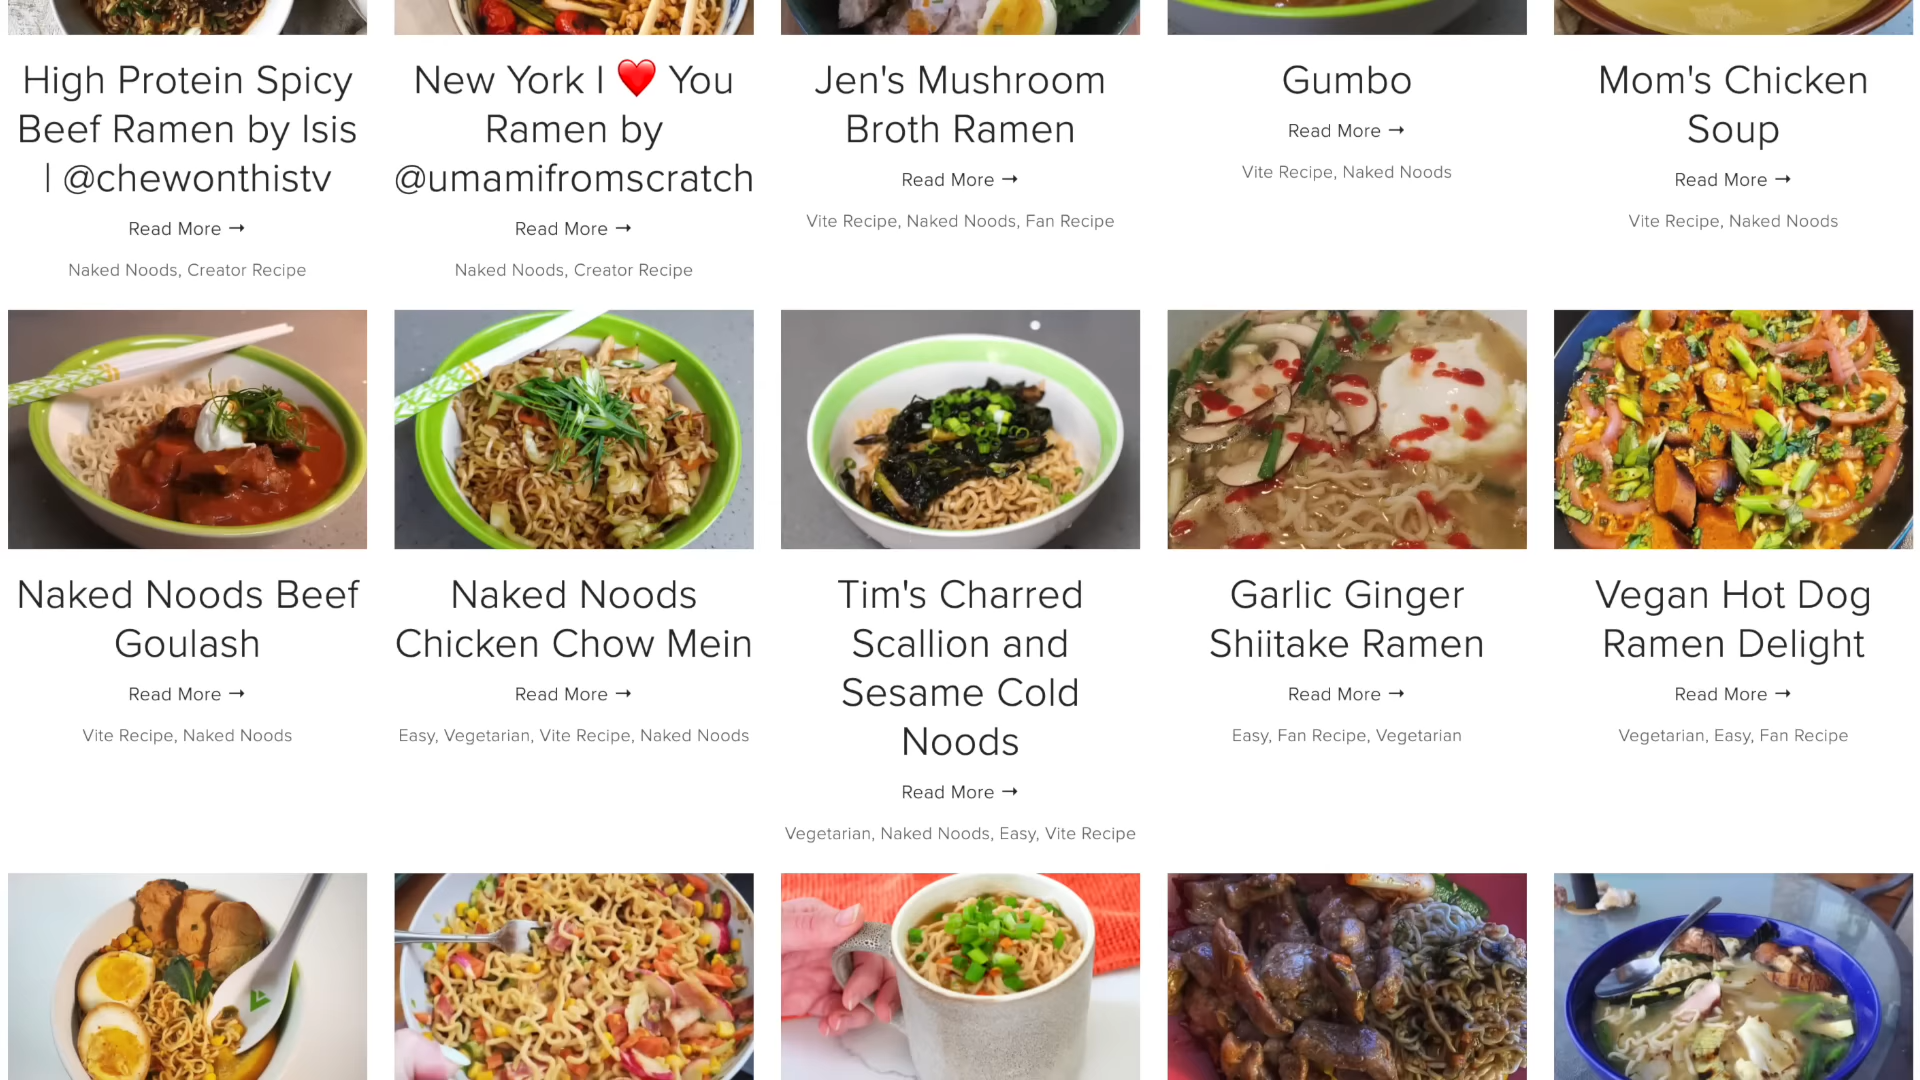 High Protein Spicy
Beef Ramen by Isis
| @chewonthistv
Read More →
Naked Noods, Creator Recipe
New York I ❤️ You
Ramen by
@umamifromscratch
Read More →
Naked Noods, Creator Recipe
Jen's Mushroom
Broth Ramen
Read More →
Vite Recipe, Naked Noods, Fan Recipe
Gumbo
Read More →
Vite Recipe, Naked Noods
Mom's Chicken
Soup
Read More →
Vite Recipe, Naked Noods
Naked Noods Beef
Goulash
Read More →
Vite Recipe, Naked Noods
Naked Noods
Chicken Chow Mein
Read More →
Easy, Vegetarian, Vite Recipe, Naked Noods
Tim's Charred
Scallion and
Sesame Cold
Noods
Read More →
Vegetarian, Naked Noods, Easy, Vite Recipe
Garlic Ginger
Shiitake Ramen
Read More →
Easy, Fan Recipe, Vegetarian
Vegan Hot Dog
Ramen Delight
Read More →
Vegetarian, Easy, Fan Recipe